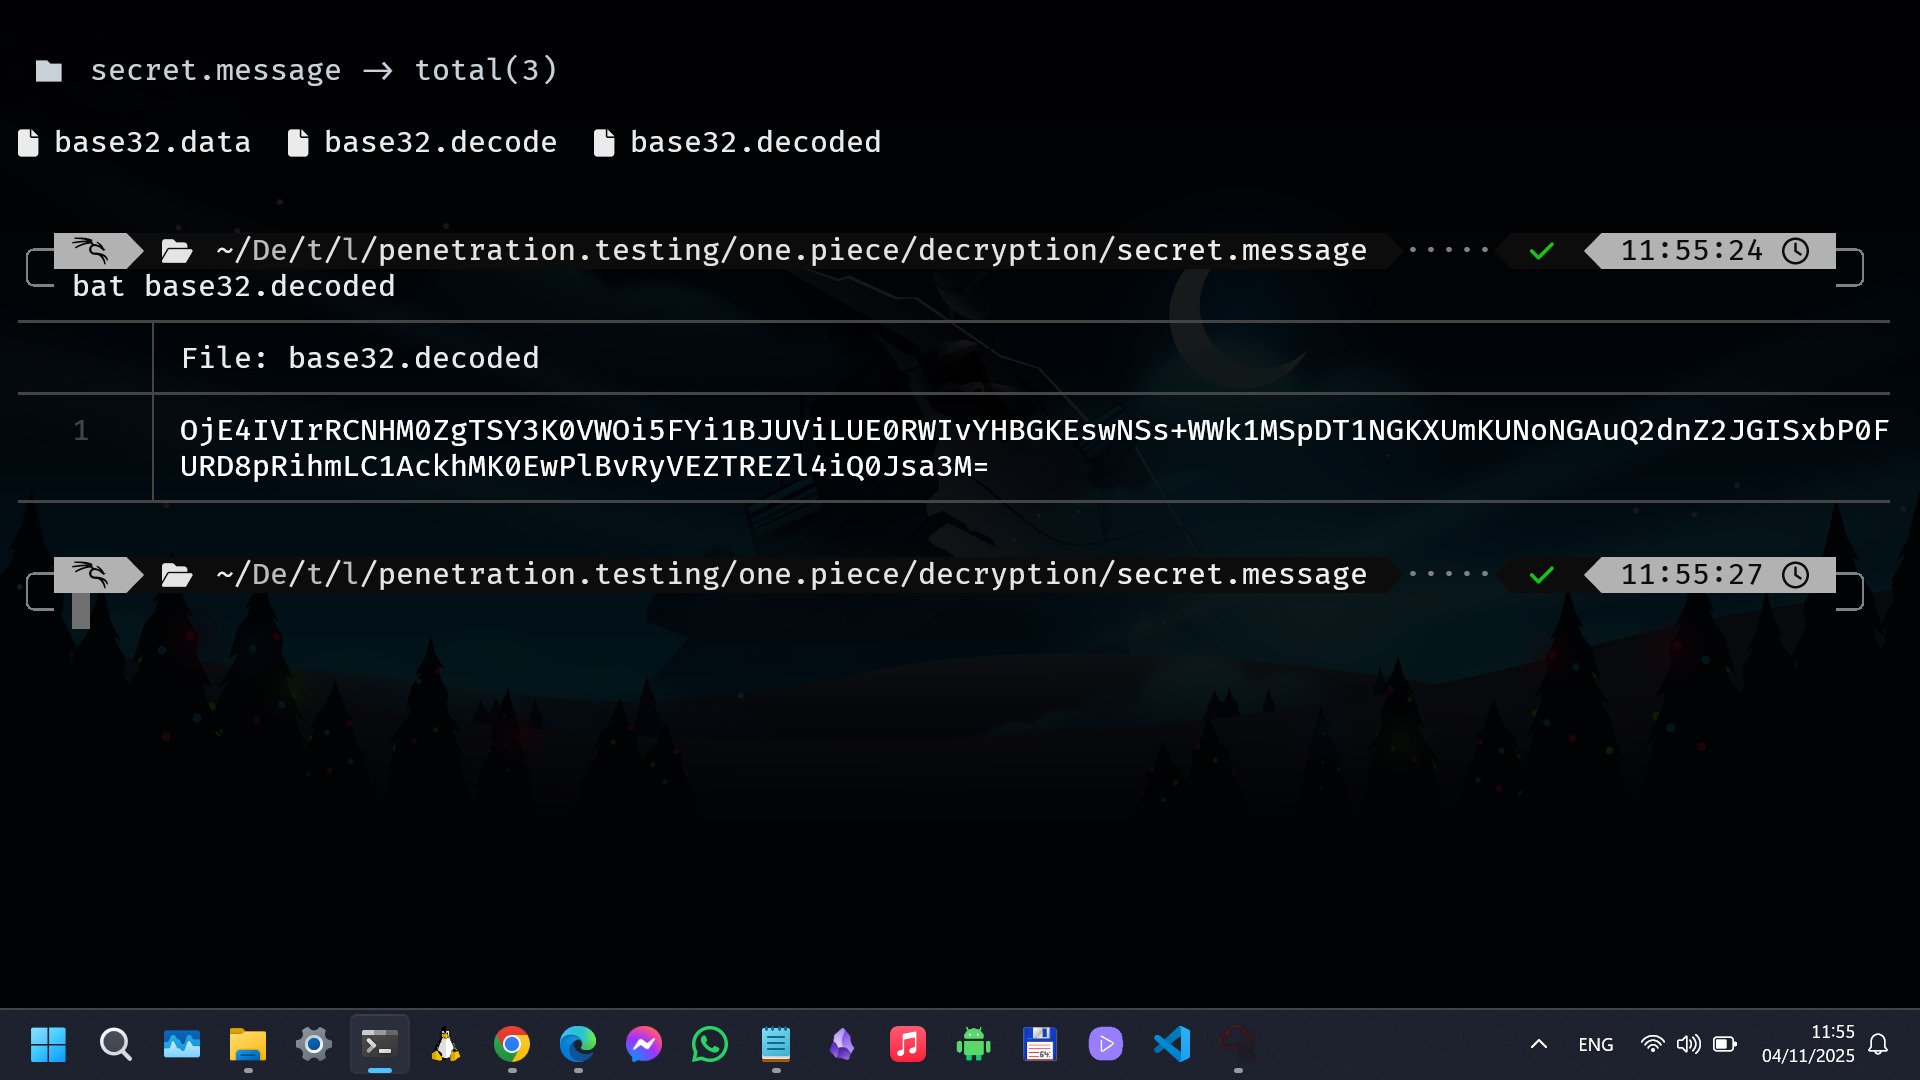 secret.message → total(3)
base32.data base32.decode base32.decoded
~/De/t/l/penetration.testing/one.piece/decryption/secret.message ····· ✓ 11:55:24
bat base32.decoded
File: base32.decoded
1 OjE4IVIrRCNHM0ZgTSY3K0VWOi5FYi1BJUViLUE0RWIvYHBGKEswNSs+WWk1MSpDT1NGKXUmKUNoNGAuQ2dnZ2JGISxbP0F
URD8pRihmLC1AckhMK0EwPlBvRyVEZTREZl4iQ0Jsa3M=
~/De/t/l/penetration.testing/one.piece/decryption/secret.message ····· ✓ 11:55:27
64:
ENG
11:55
04/11/2025